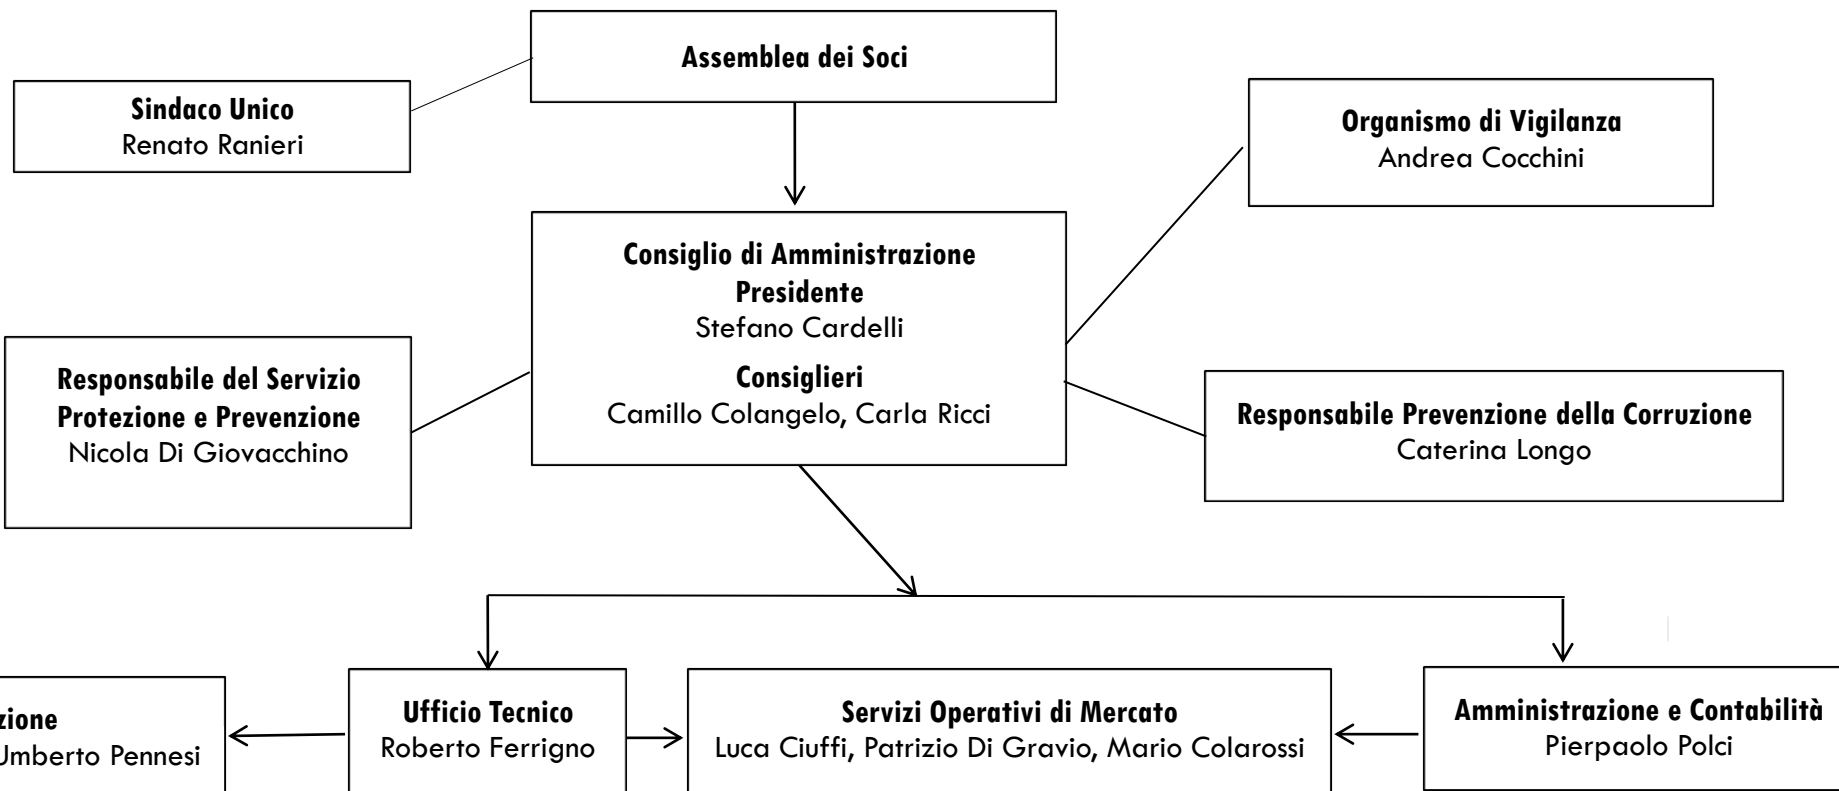 Assemblea dei Soci
Sindaco Unico
Renato Ranieri
Organismo di Vigilanza
Andrea Cocchini
Consiglio di Amministrazione
Presidente
Stefano Cardelli
Consiglieri
Camillo Colangelo, Carla Ricci
Responsabile del Servizio
Protezione e Prevenzione
Nicola Di Giovacchino
Responsabile Prevenzione della Corruzione
Caterina Longo
zione
Umberto Pennesi
Ufficio Tecnico
Roberto Ferrigno
Servizi Operativi di Mercato
Luca Ciuffi, Patrizio Di Gravio, Mario Colarossi
Amministrazione e Contabilità
Pierpaolo Polci